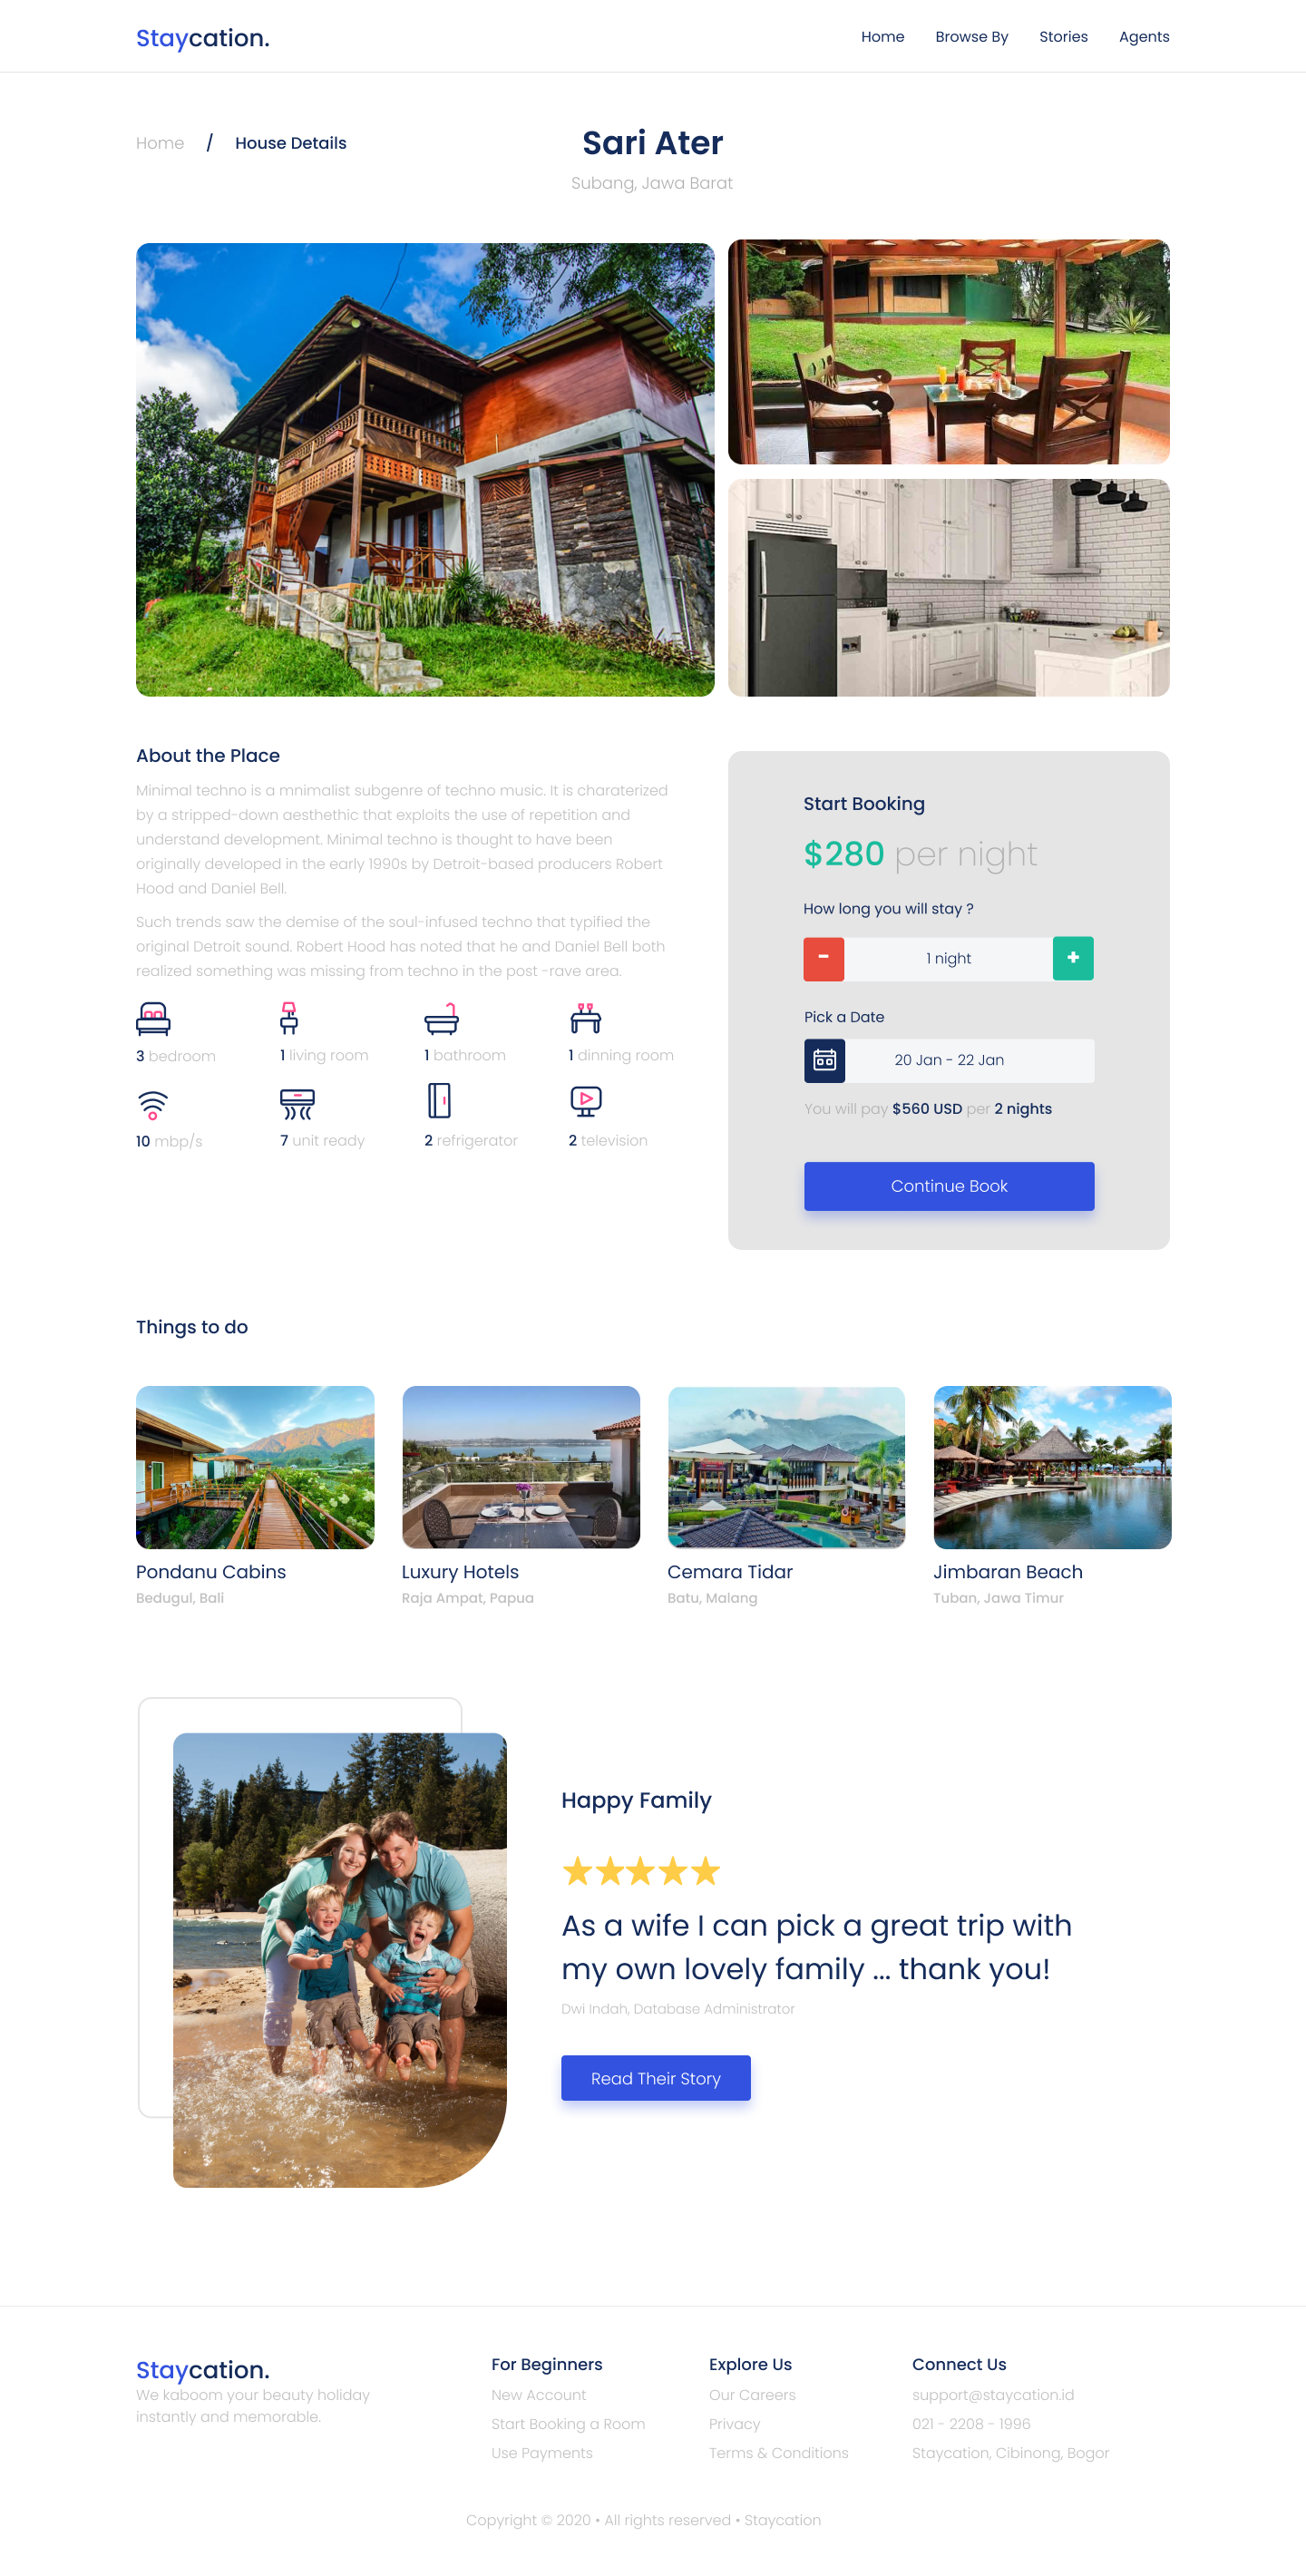 Staycation.
Home Browse By Stories Agents
Home / House Details
Sari Ater
Subang, Jawa Barat
About the Place
Minimal techno is a mnimalist subgenre of techno music. It is charaterized
by a stripped-down aesthethic that exploits the use of repetition and
understand development. Minimal techno is thought to have been
originally developed in the early 1990s by Detroit-based producers Robert
Hood and Daniel Bell.
Such trends saw the demise of the soul-infused techno that typified the
original Detroit sound. Robert Hood has noted that he and Daniel Bell both
realized something was missing from techno in the post -rave area.
3 bedroom
1 living room
1 bathroom
1 dinning room
10 mbp/s
7 unit ready
2 refrigerator
2 television
Start Booking
$280 per night
How long you will stay ?
- 1 night +
Pick a Date
20 Jan - 22 Jan
You will pay $560 USD per 2 nights
Continue Book
Things to do
Pondanu Cabins
Bedugul, Bali
Luxury Hotels
Raja Ampat, Papua
Cemara Tidar
Batu, Malang
Jimbaran Beach
Tuban, Jawa Timur
Happy Family
As a wife I can pick a great trip with
my own lovely family ... thank you!
Dwi Indah, Database Administrator
Read Their Story
Staycation.
We kaboom your beauty holiday
instantly and memorable.
For Beginners
New Account
Start Booking a Room
Use Payments
Explore Us
Our Careers
Privacy
Terms & Conditions
Connect Us
support@staycation.id
021 - 2208 - 1996
Staycation, Cibinong, Bogor
Copyright © 2020 • All rights reserved • Staycation